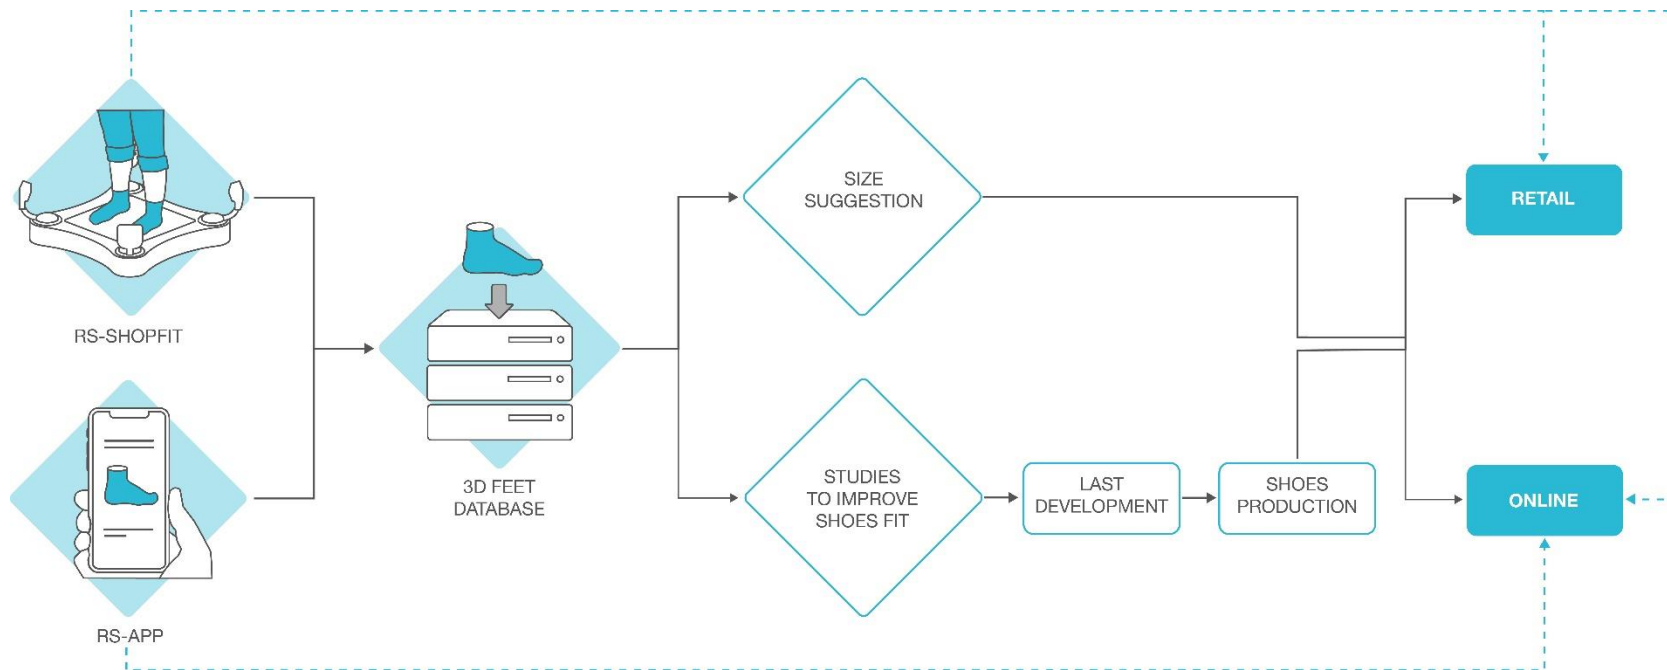 RS-SHOPFIT
RS-APP
3D FEET
DATABASE
SIZE
SUGGESTION
STUDIES
TO IMPROVE
SHOES FIT
LAST
DEVELOPMENT
SHOES
PRODUCTION
RETAIL
ONLINE